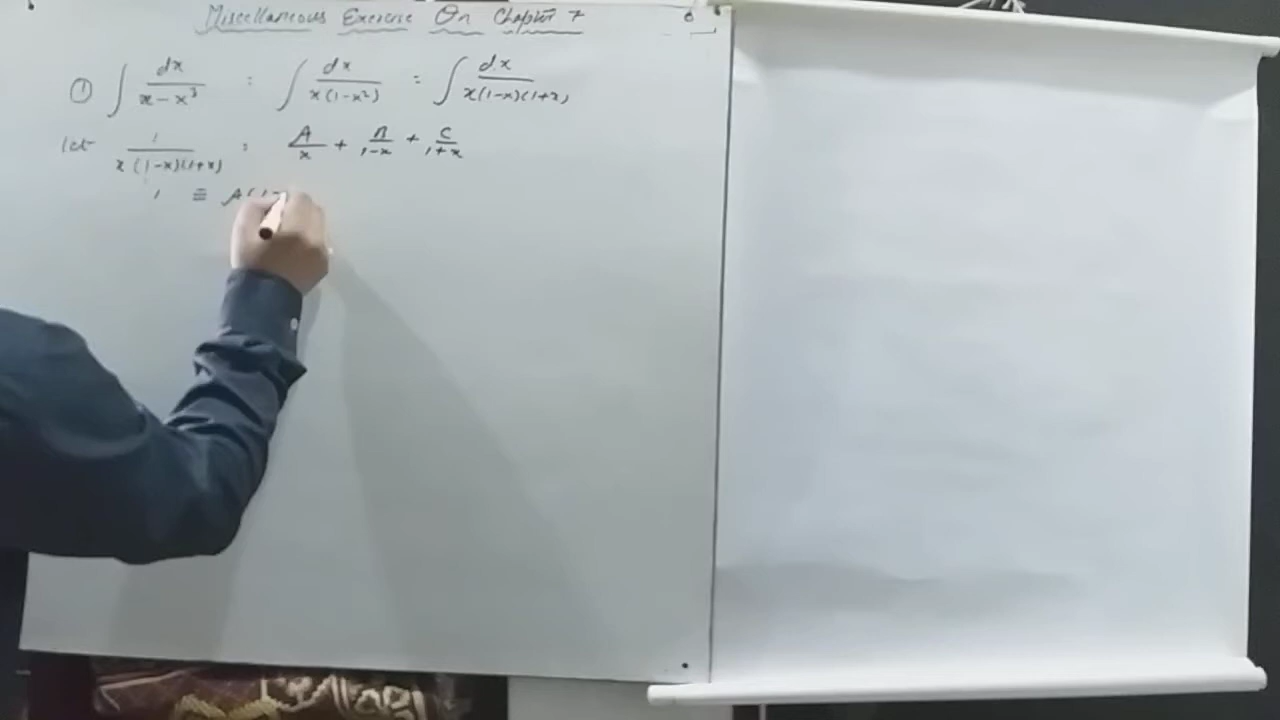 Miscellaneous Exercise On Chapter 7
① ∫ dx/(x - x³) = ∫ dx/(x(1-x²)) = ∫ dx/(x(1-x)(1+x))
let 1/(x(1-x)(1+x)) = A/x + B/(1-x) + C/(1+x)
1 ≡ A(1-